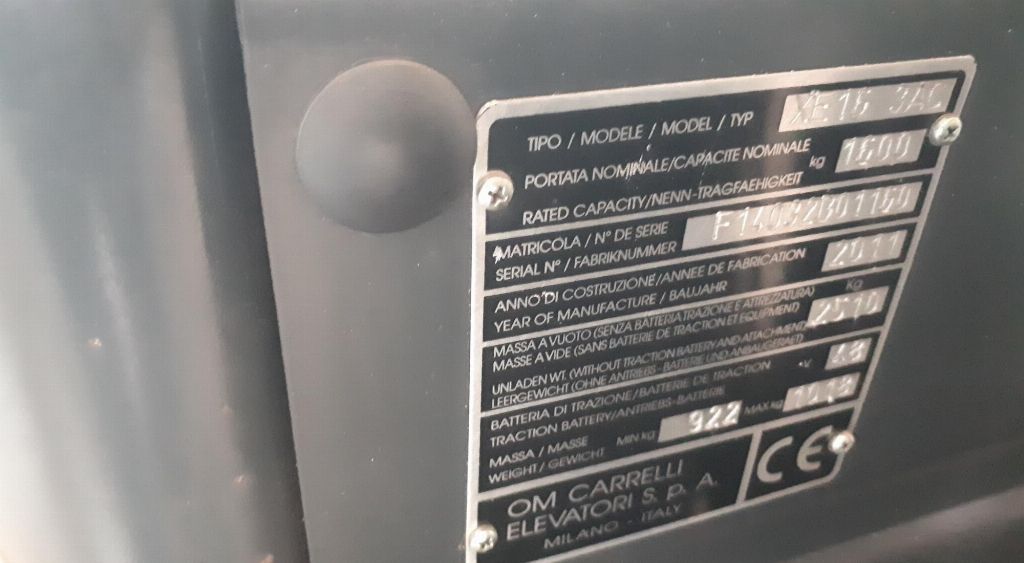 TIPO / MODELE / MODEL / TYP XE15 3AC
PORTATA NOMINALE/CAPACITE NOMINALE
RATED CAPACITY/NENN-TRAGFAEHIGKEIT kg 1500
MATRICOLA / N° DE SERIE
SERIAL N° / FABRIKNUMMER
ANNO DI COSTRUZIONE/ANNEE DE FABRICATION
YEAR OF MANUFACTURE / BAUJAHR 2011
MASSA A VUOTO (SENZA BATTERIA TRAZIONE E ATTREZZATURA)
MASSE A VIDE (SANS BATTERIE DE TRACTION ET EQUIPMENT) Kg
UNLADEN WT. (WITHOUT TRACTION BATTERY AND ATTACHMENT)
LEERGEWICHT (OHNE ANTRIEBS - BATTERIE UND ANBAUGERAET)
BATTERIA DI TRAZIONE/BATTERIE DE TRACTION V 48
TRACTION BATTERY/ANTRIEBS-BATTERIE
MASSA / MASSE
WEIGHT / GEWICHT MIN kg 922 MAX kg
OM CARRELLI
ELEVATORI S. p. A.
MILANO - ITALY
CE